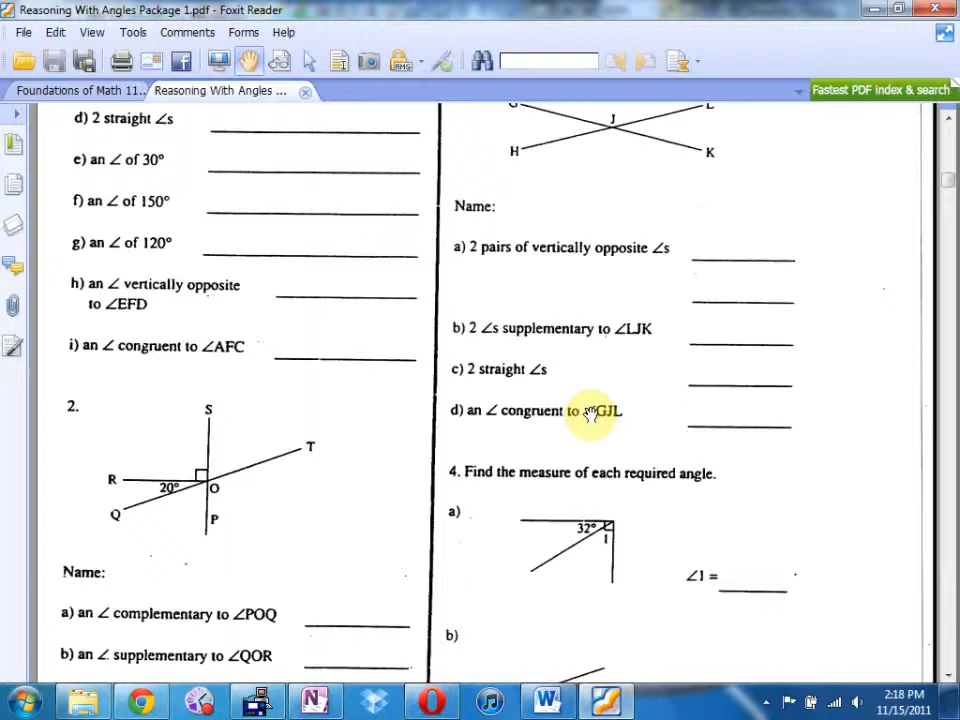 Reasoning With Angles Package 1.pdf - Foxit Reader
File Edit View Tools Comments Forms Help
Foundations of Math 11... Reasoning With Angles ... Fastest PDF index & search
d) 2 straight ∠s
e) an ∠ of 30°
f) an ∠ of 150°
g) an ∠ of 120°
h) an ∠ vertically opposite
to ∠EFD
i) an ∠ congruent to ∠AFC
2.
S
T
R
20°
O
Q
P
Name:
a) an ∠ complementary to ∠POQ
b) an ∠ supplementary to ∠QOR
J
H
K
Name:
a) 2 pairs of vertically opposite ∠s
b) 2 ∠s supplementary to ∠LJK
c) 2 straight ∠s
d) an ∠ congruent to GJL
4. Find the measure of each required angle.
a)
32°
1
∠1 =
b)
2:18 PM
11/15/2011